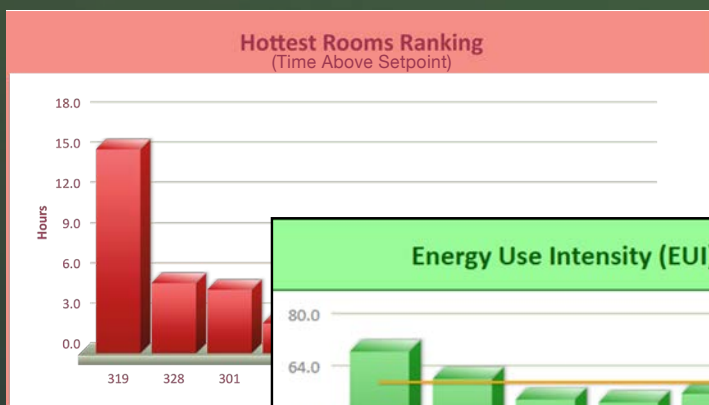 Hottest Rooms Ranking
(Time Above Setpoint)
18.0
15.0
12.0
9.0
6.0
3.0
0.0
Hours
319 328 301
Energy Use Intensity (EUI)
80.0
64.0